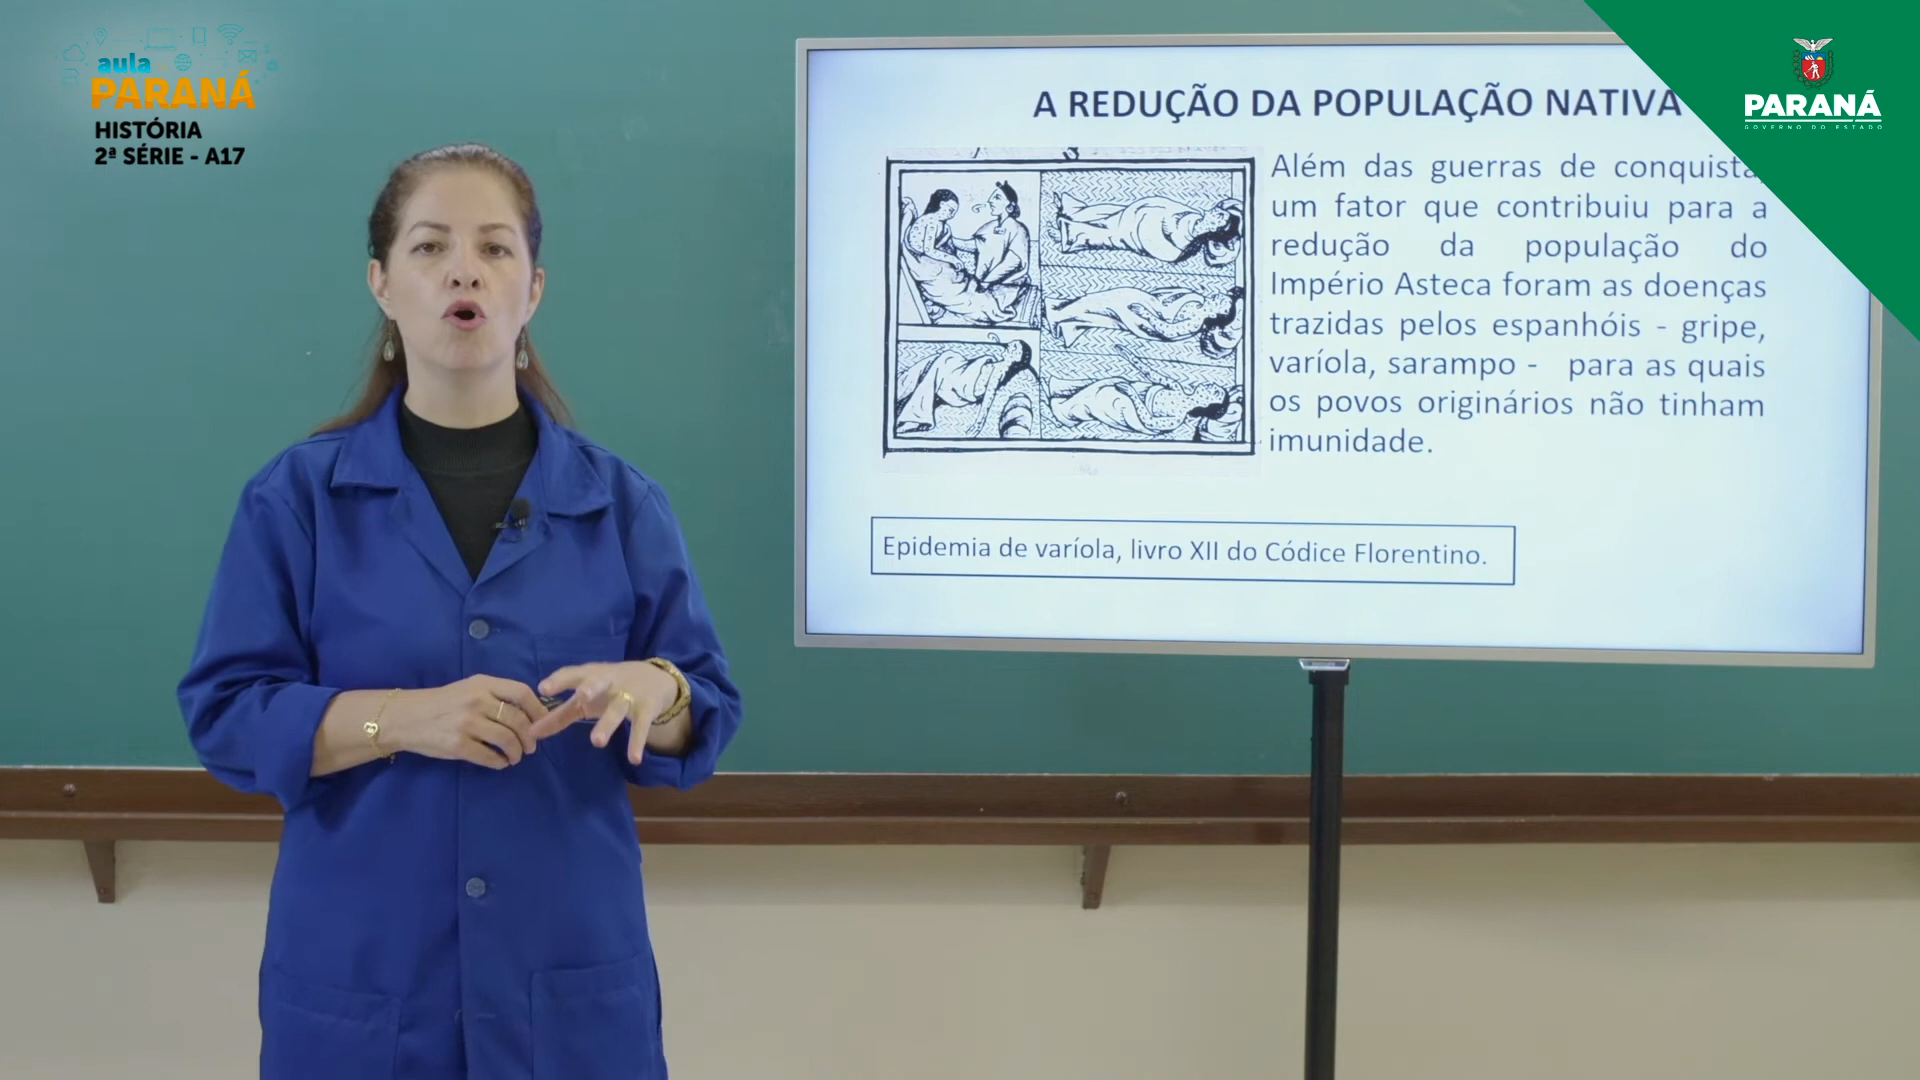 aula
PARANÁ
HISTÓRIA
2ª SÉRIE - A17
A REDUÇÃO DA POPULAÇÃO NATIVA
Além das guerras de conquista,
um fator que contribuiu para a
redução da população do
Império Asteca foram as doenças
trazidas pelos espanhóis - gripe,
varíola, sarampo - para as quais
os povos originários não tinham
imunidade.
Epidemia de varíola, livro XII do Códice Florentino.
PARANÁ
GOVERNO DO ESTADO